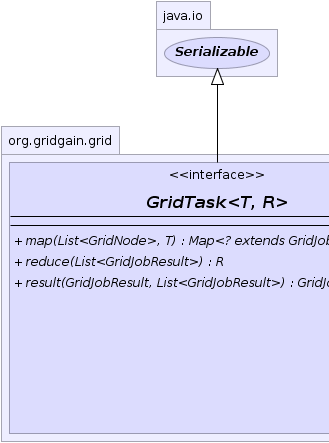 java.io
Serializable
org.gridgain.grid
<<interface>>
GridTask<T, R>
+ map(List<GridNode>, T) : Map<? extends GridJob
+ reduce(List<GridJobResult>) : R
+ result(GridJobResult, List<GridJobResult>) : GridJo